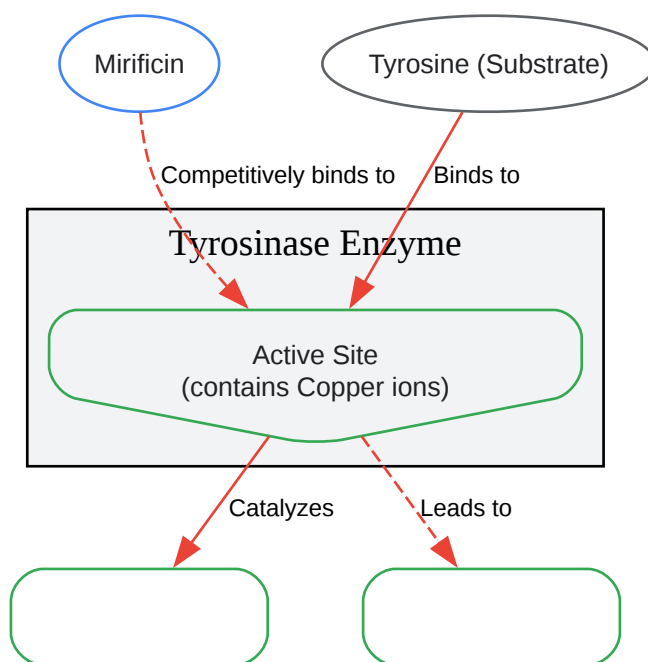 Mirificin
Tyrosine (Substrate)
Competitively binds to
Binds to
Tyrosinase Enzyme
Active Site
(contains Copper ions)
Catalyzes
Leads to